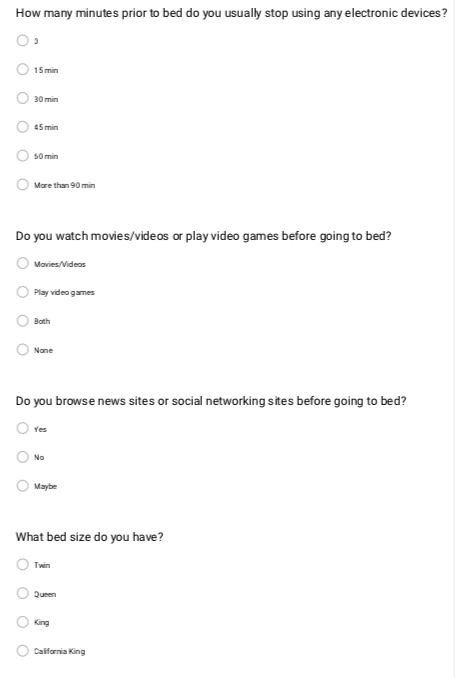 How many minutes prior to bed do you usually stop using any electronic devices?
0
15 min
30 min
45 min
60 min
More than 90 min
Do you watch movies/videos or play video games before going to bed?
Movies/Videos
Play video games
Both
None
Do you browse news sites or social networking sites before going to bed?
Yes
No
Maybe
What bed size do you have?
Twin
Queen
King
California King